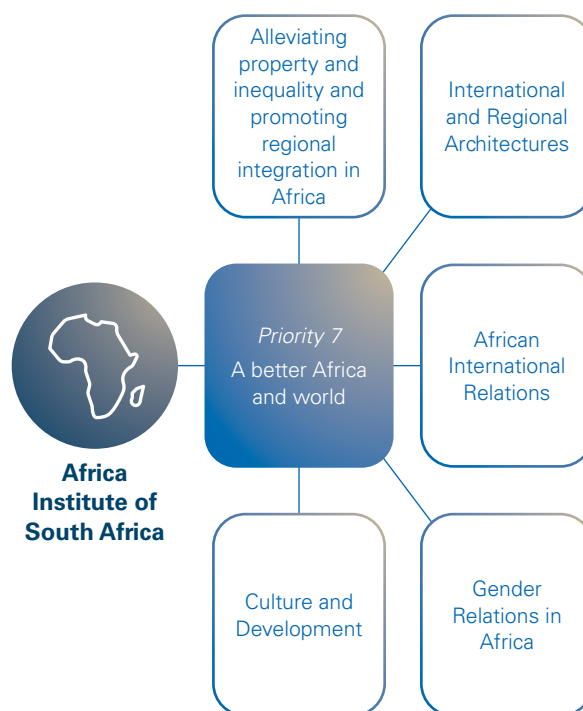 Alleviating
property and
inequality and
promoting
regional
integration in
Africa
International
and Regional
Architectures
Priority 7
A better Africa
and world
African
International
Relations
Africa
Institute of
South Africa
Culture and
Development
Gender
Relations in
Africa